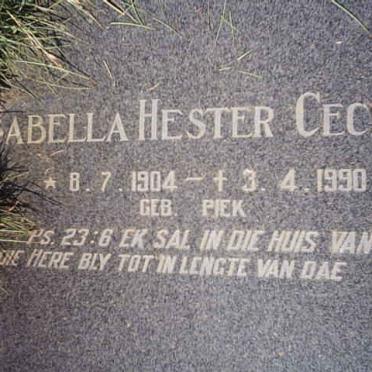 SABELLA HESTER CEC
* 8. 7. 1904 – † 3. 4. 1990
GEB. PIEK
PS. 23:6 EK SAL IN DIE HUIS VAN
DIE HERE BLY TOT IN LENGTE VAN DAE